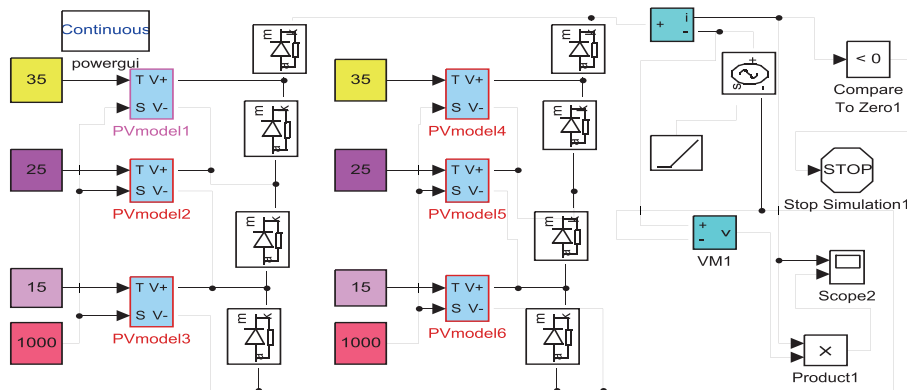 Continuous
powergui
35
T V+
S V-
PVmodel1
25
T V+
S V-
PVmodel2
15
T V+
S V-
PVmodel3
1000
m
k
a
m
k
a
m
k
a
m
k
a
35
T V+
S V-
PVmodel4
25
T V+
S V-
PVmodel5
15
T V+
S V-
PVmodel6
1000
m
k
a
m
k
a
m
k
a
m
k
a
+
-
i
s
+
-
< 0
Compare
To Zero1
STOP
Stop Simulation1
+
-
v
VM1
Scope2
×
Product1